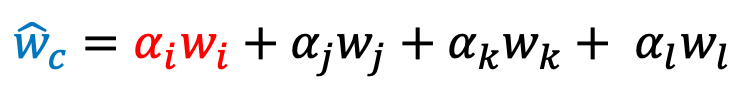 ŵ_c = α_i w_i + α_j w_j + α_k w_k + α_l w_l